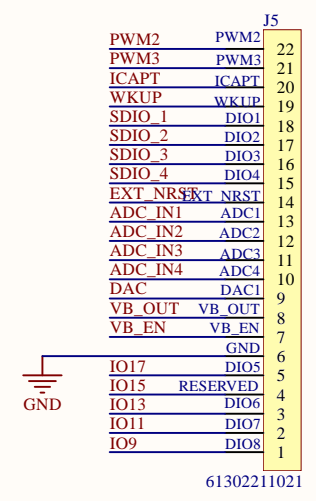 J5
PWM2 PWM2 22
PWM3 PWM3 21
ICAPT ICAPT 20
WKUP WKUP 19
SDIO_1 DIO1 18
SDIO_2 DIO2 17
SDIO_3 DIO3 16
SDIO_4 DIO4 15
EXT_NRST EXT_NRST 14
ADC_IN1 ADC1 13
ADC_IN2 ADC2 12
ADC_IN3 ADC3 11
ADC_IN4 ADC4 10
DAC DAC1 9
VB_OUT VB_OUT 8
VB_EN VB_EN 7
GND 6
IO17 DIO5 5
IO15 RESERVED 4
IO13 DIO6 3
IO11 DIO7 2
IO9 DIO8 1
GND
61302211021